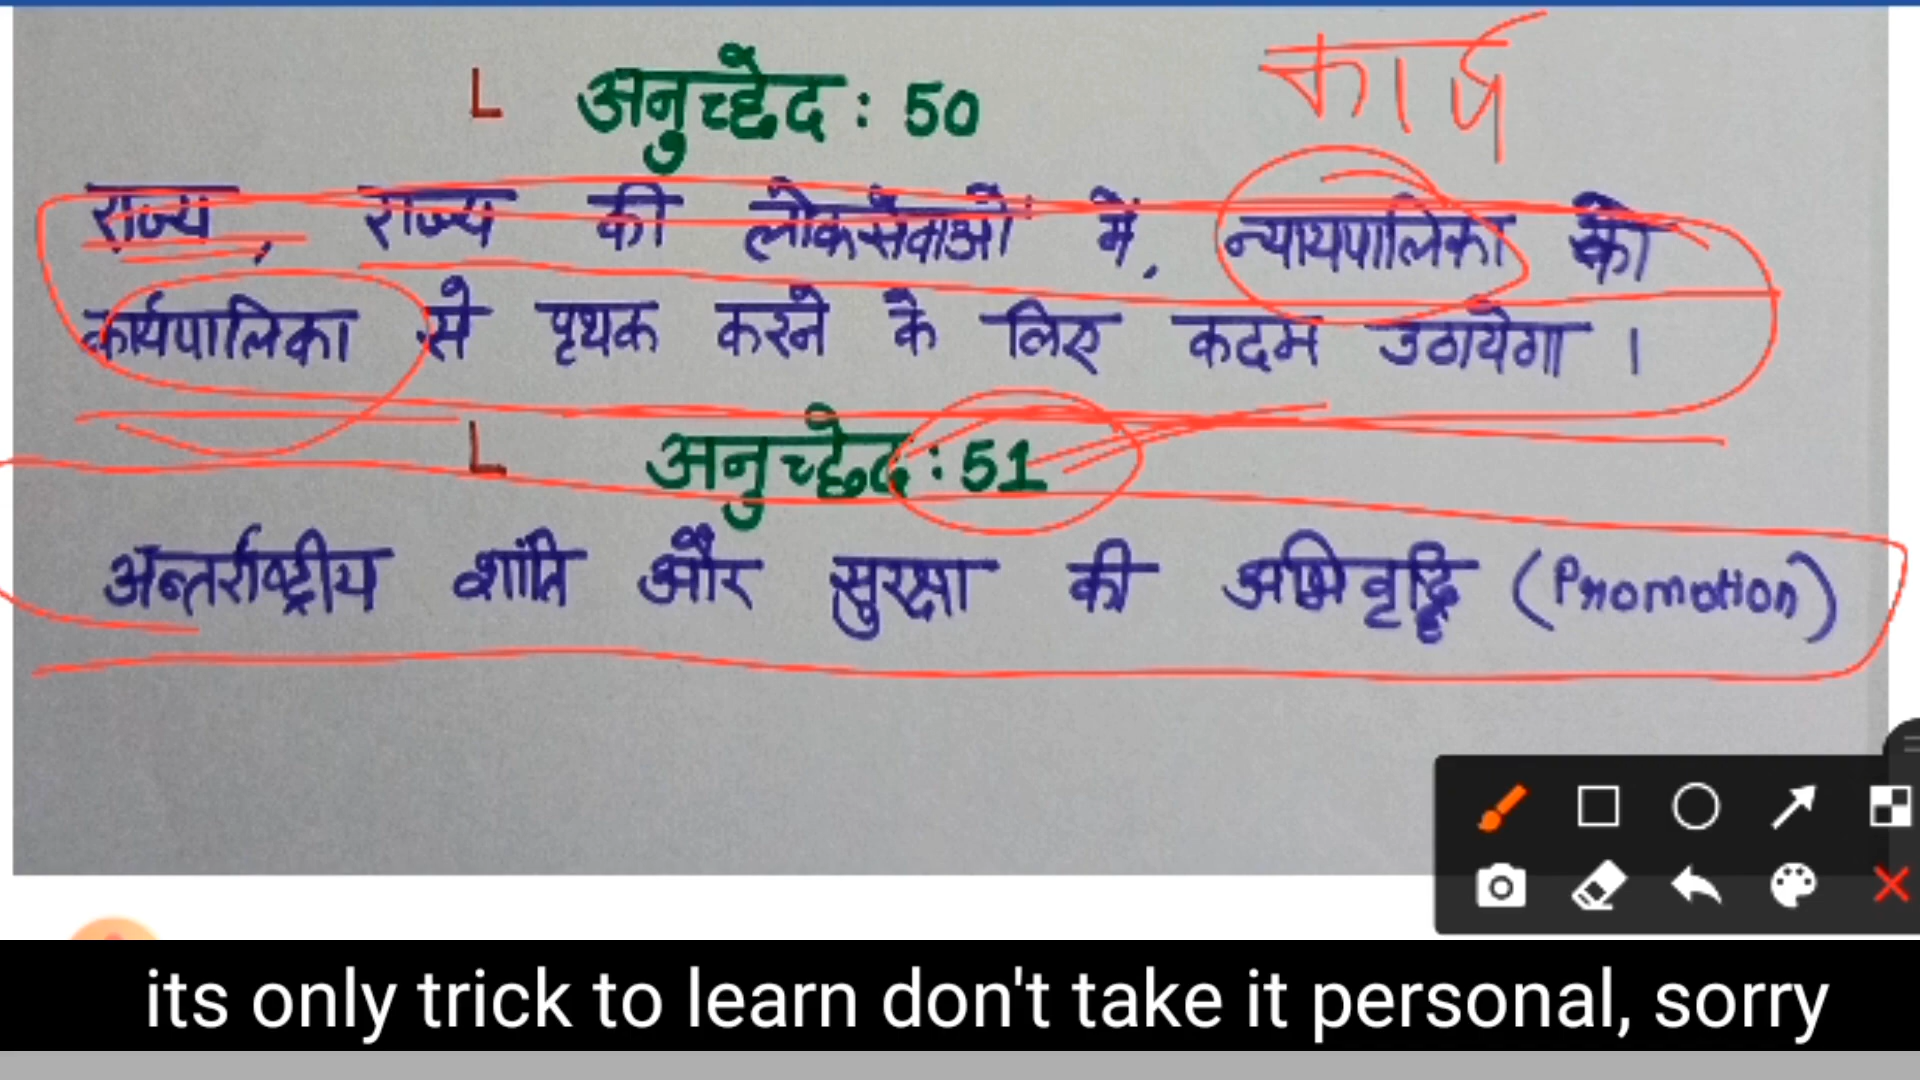 कार्य
L अनुच्छेद : 50
राज्य , राज्य की लोकसेवाओं में, न्यायपालिका को
कार्यपालिका से पृथक करने के लिए कदम उठायेगा ।
L अनुच्छेद : 51
अन्तर्राष्ट्रीय शांति और सुरक्षा की अभिवृद्धि (Promotion)
its only trick to learn don't take it personal, sorry